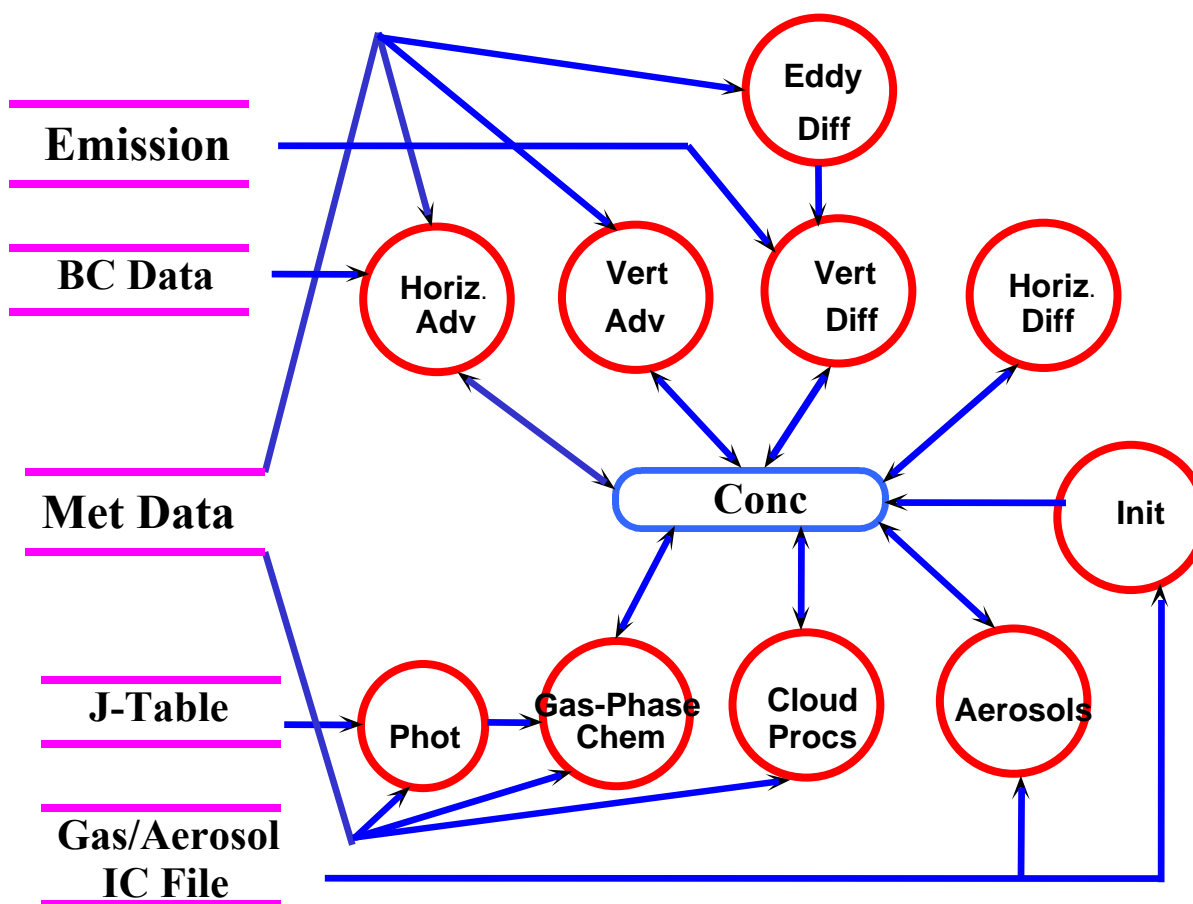 Eddy
Diff
Emission
BC Data
Horiz.
Adv
Vert
Adv
Vert
Diff
Horiz.
Diff
Met Data
Conc
Init
J-Table
Phot
Gas-Phase
Chem
Cloud
Procs
Aerosols
Gas/Aerosol
IC File